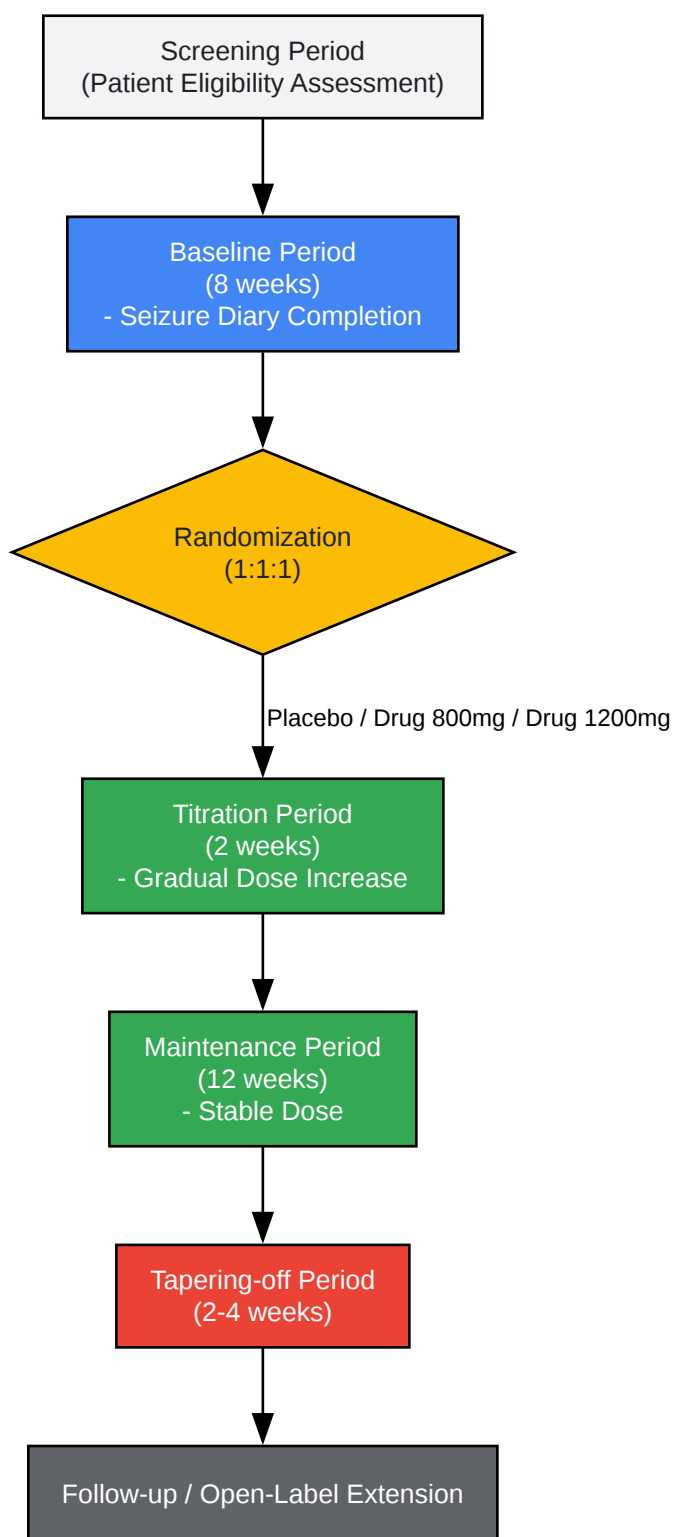 Screening Period
(Patient Eligibility Assessment)
Baseline Period
(8 weeks)
- Seizure Diary Completion
Randomization
(1:1:1)
Placebo / Drug 800mg / Drug 1200mg
Titration Period
(2 weeks)
- Gradual Dose Increase
Maintenance Period
(12 weeks)
- Stable Dose
Tapering-off Period
(2-4 weeks)
Follow-up / Open-Label Extension